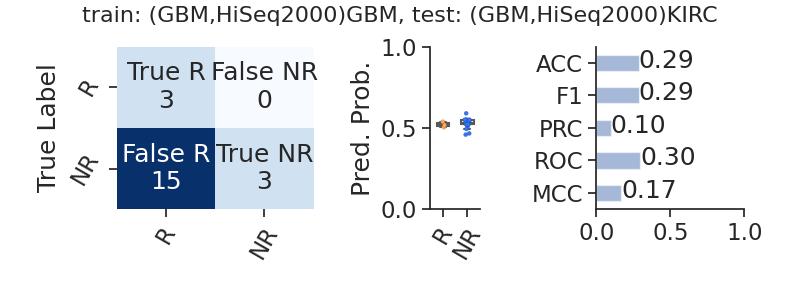 train: (GBM,HiSeq2000)GBM, test: (GBM,HiSeq2000)KIRC
True Label
R
NR
True R
3
False NR
0
False R
15
True NR
3
R
NR
Pred. Prob.
1.0
0.5
0.0
R
NR
ACC
F1
PRC
ROC
MCC
0.29
0.29
0.10
0.30
0.17
0.0
0.5
1.0